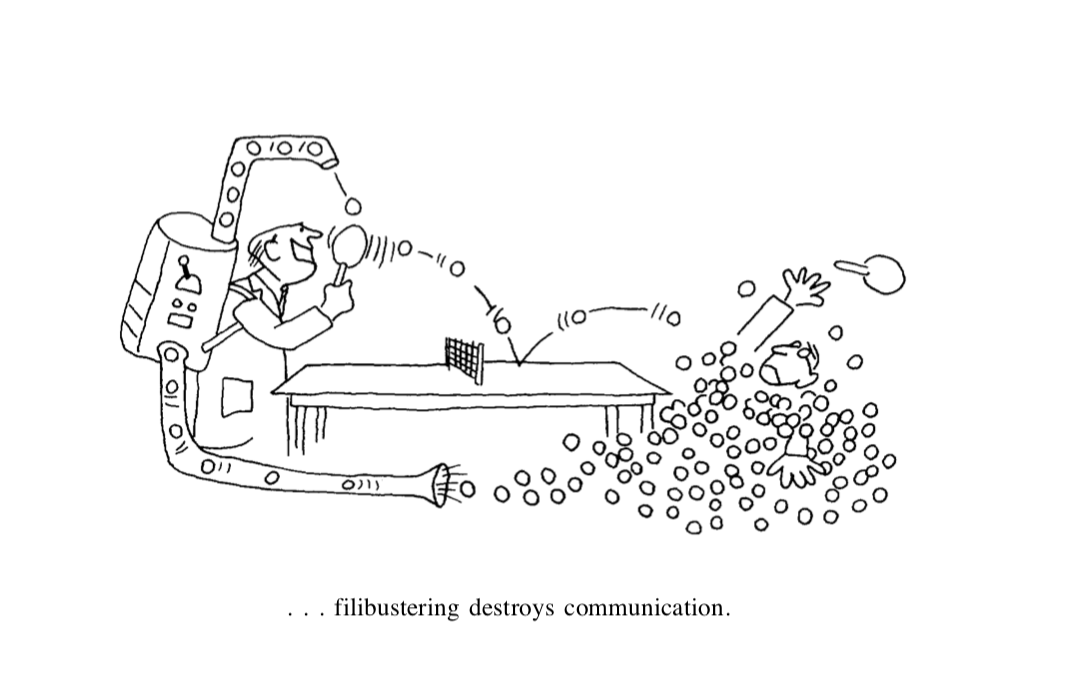 . . . filibustering destroys communication.